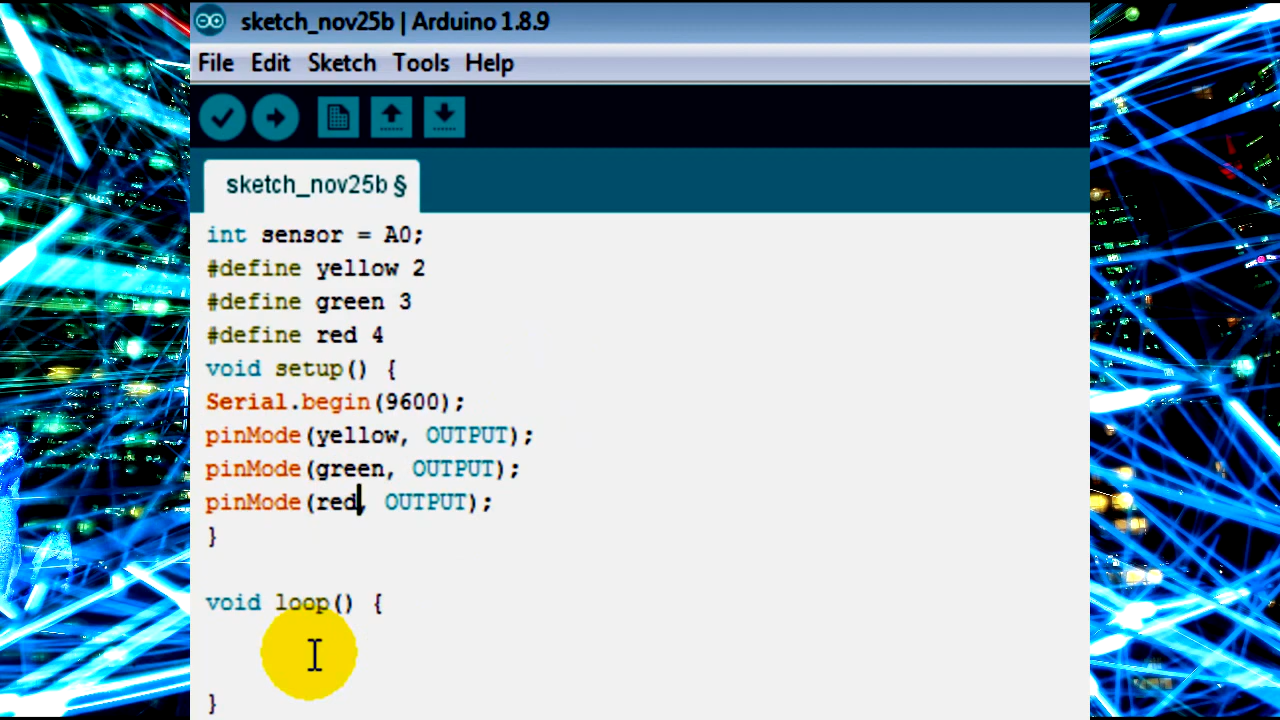 sketch_nov25b | Arduino 1.8.9
File Edit Sketch Tools Help
sketch_nov25b §
int sensor = A0;
#define yellow 2
#define green 3
#define red 4
void setup() {
Serial.begin(9600);
pinMode(yellow, OUTPUT);
pinMode(green, OUTPUT);
pinMode(red, OUTPUT);
}
void loop() {
}